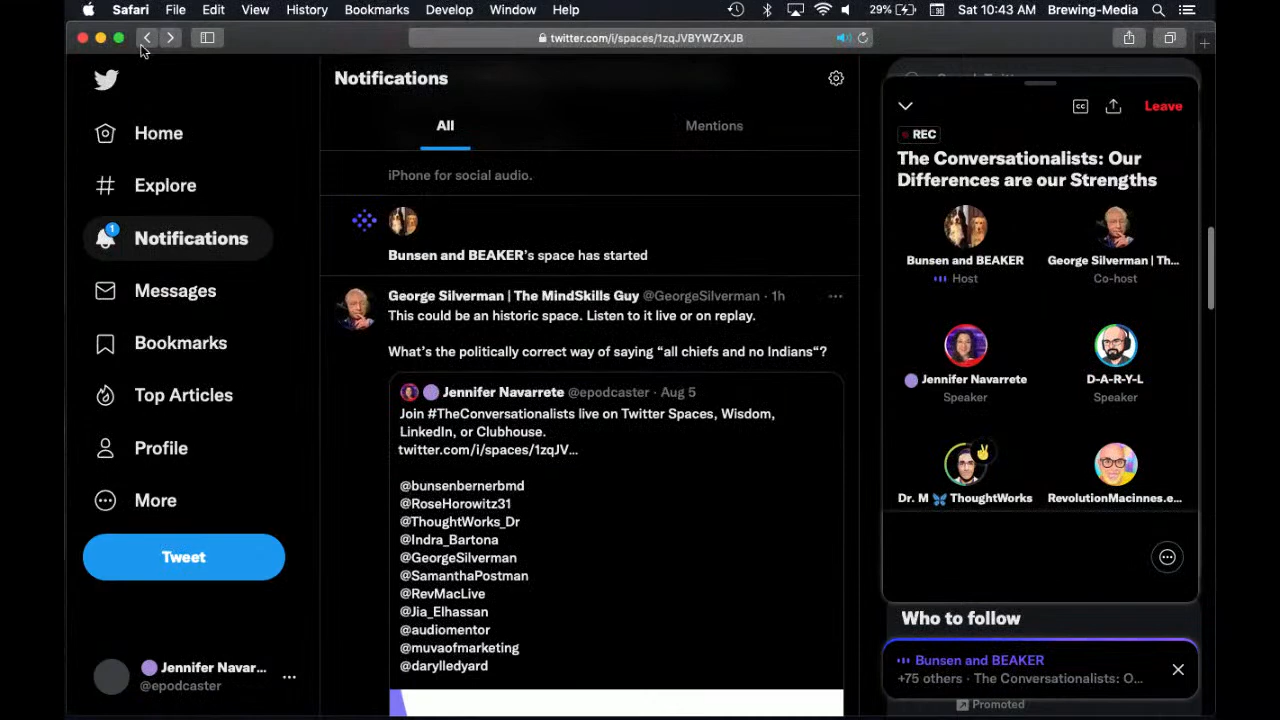 Safari File Edit View History Bookmarks Develop Window Help 29% Sat 10:43 AM Brewing-Media
twitter.com/i/spaces/1zqJVBYWZrXJB
Home
Explore
1
Notifications
Messages
Bookmarks
Top Articles
Profile
More
Tweet
Jennifer Navar...
@epodcaster
Notifications
All Mentions
iPhone for social audio.
Bunsen and BEAKER's space has started
George Silverman | The MindSkills Guy @GeorgeSilverman · 1h
This could be an historic space. Listen to it live or on replay.
What's the politically correct way of saying “all chiefs and no Indians“?
Jennifer Navarrete @epodcaster · Aug 5
Join #TheConversationalists live on Twitter Spaces, Wisdom,
LinkedIn, or Clubhouse.
twitter.com/i/spaces/1zqJV...
@bunsenbernerbmd
@RoseHorowitz31
@ThoughtWorks_Dr
@Indra_Bartona
@GeorgeSilverman
@SamanthaPostman
@RevMacLive
@Jia_Elhassan
@audiomentor
@muvaofmarketing
@darylledyard
CC Leave
REC
The Conversationalists: Our
Differences are our Strengths
Bunsen and BEAKER George Silverman | Th...
Host Co-host
Jennifer Navarrete D-A-R-Y-L
Speaker Speaker
Dr. M ThoughtWorks RevolutionMacinnes.e...
Who to follow
Bunsen and BEAKER
+75 others · The Conversationalists: O...
Promoted